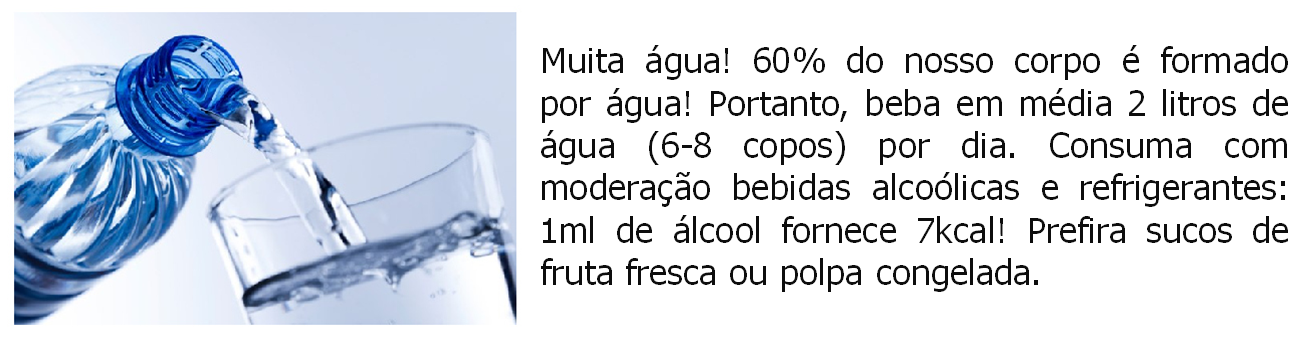 Muita água! 60% do nosso corpo é formado
por água! Portanto, beba em média 2 litros de
água (6-8 copos) por dia. Consuma com
moderação bebidas alcoólicas e refrigerantes:
1ml de álcool fornece 7kcal! Prefira sucos de
fruta fresca ou polpa congelada.